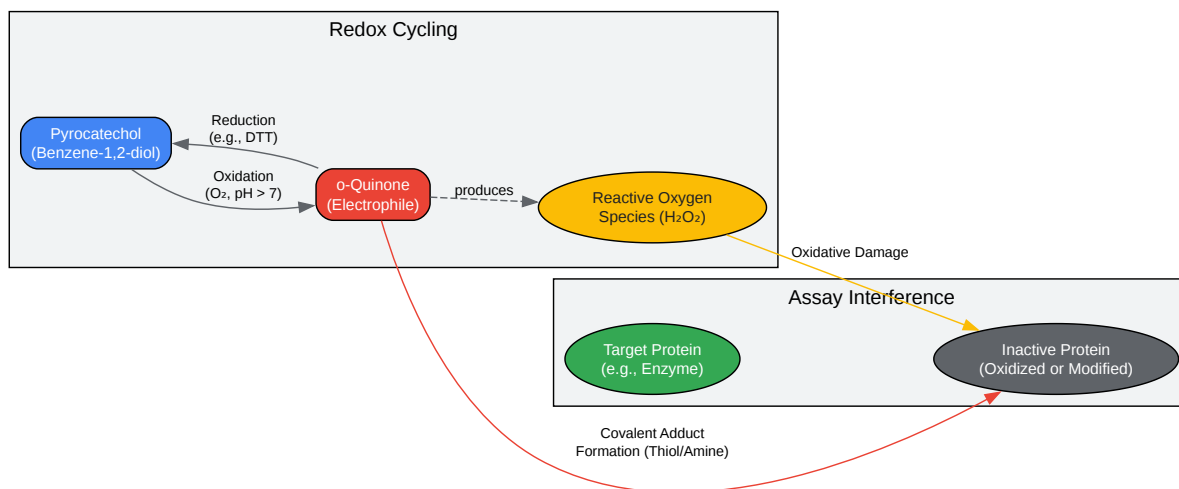 Redox Cycling
Pyrocatechol
(Benzene-1,2-diol)
Reduction
(e.g., DTT)
Oxidation
(O₂, pH > 7)
o-Quinone
(Electrophile)
produces
Reactive Oxygen
Species (H₂O₂)
Oxidative Damage
Assay Interference
Target Protein
(e.g., Enzyme)
Inactive Protein
(Oxidized or Modified)
Covalent Adduct
Formation (Thiol/Amine)